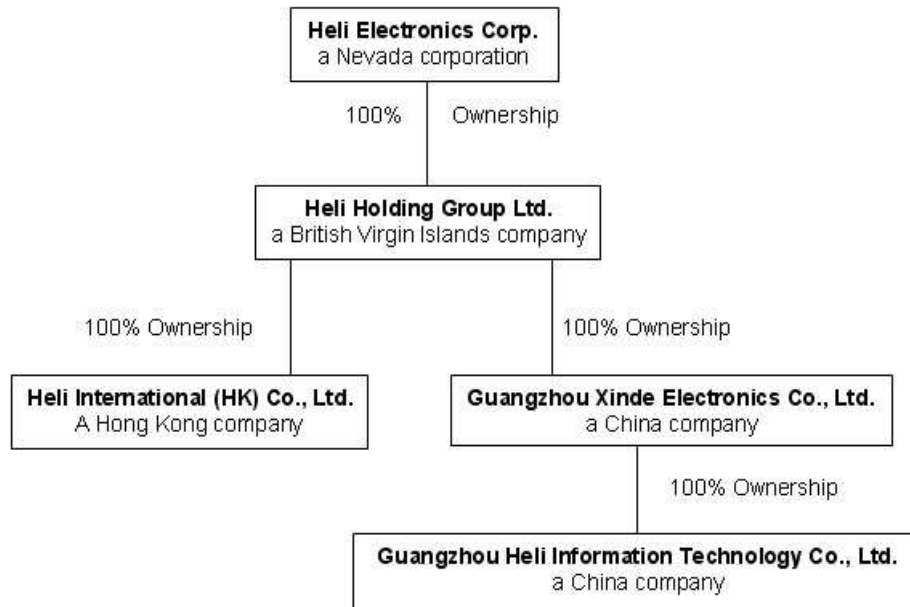 Heli Electronics Corp.
a Nevada corporation
100% Ownership
Heli Holding Group Ltd.
a British Virgin Islands company
100% Ownership
100% Ownership
Heli International (HK) Co., Ltd.
A Hong Kong company
Guangzhou Xinde Electronics Co., Ltd.
a China company
100% Ownership
Guangzhou Heli Information Technology Co., Ltd.
a China company